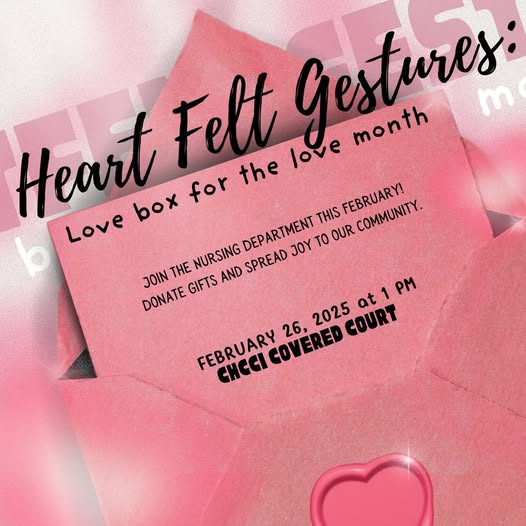 Heart Felt Gestures:
Love box for the love month
JOIN THE NURSING DEPARTMENT THIS FEBRUARY!
DONATE GIFTS AND SPREAD JOY TO OUR COMMUNITY.
FEBRUARY 26, 2025 at 1 PM
CHCCI COVERED COURT